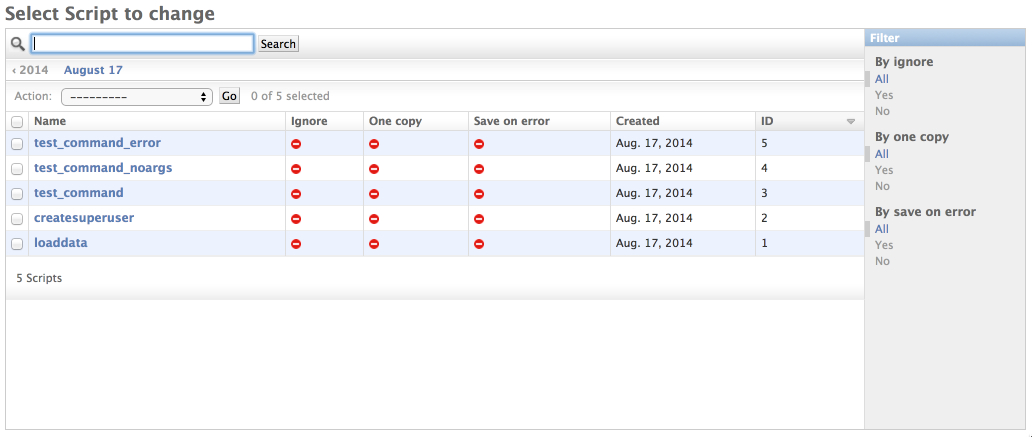 Select Script to change
Search
‹ 2014 August 17
Action: --------- Go 0 of 5 selected
Name Ignore One copy Save on error Created ID
test_command_error Aug. 17, 2014 5
test_command_noargs Aug. 17, 2014 4
test_command Aug. 17, 2014 3
createsuperuser Aug. 17, 2014 2
loaddata Aug. 17, 2014 1
5 Scripts
Filter
By ignore
All
Yes
No
By one copy
All
Yes
No
By save on error
All
Yes
No